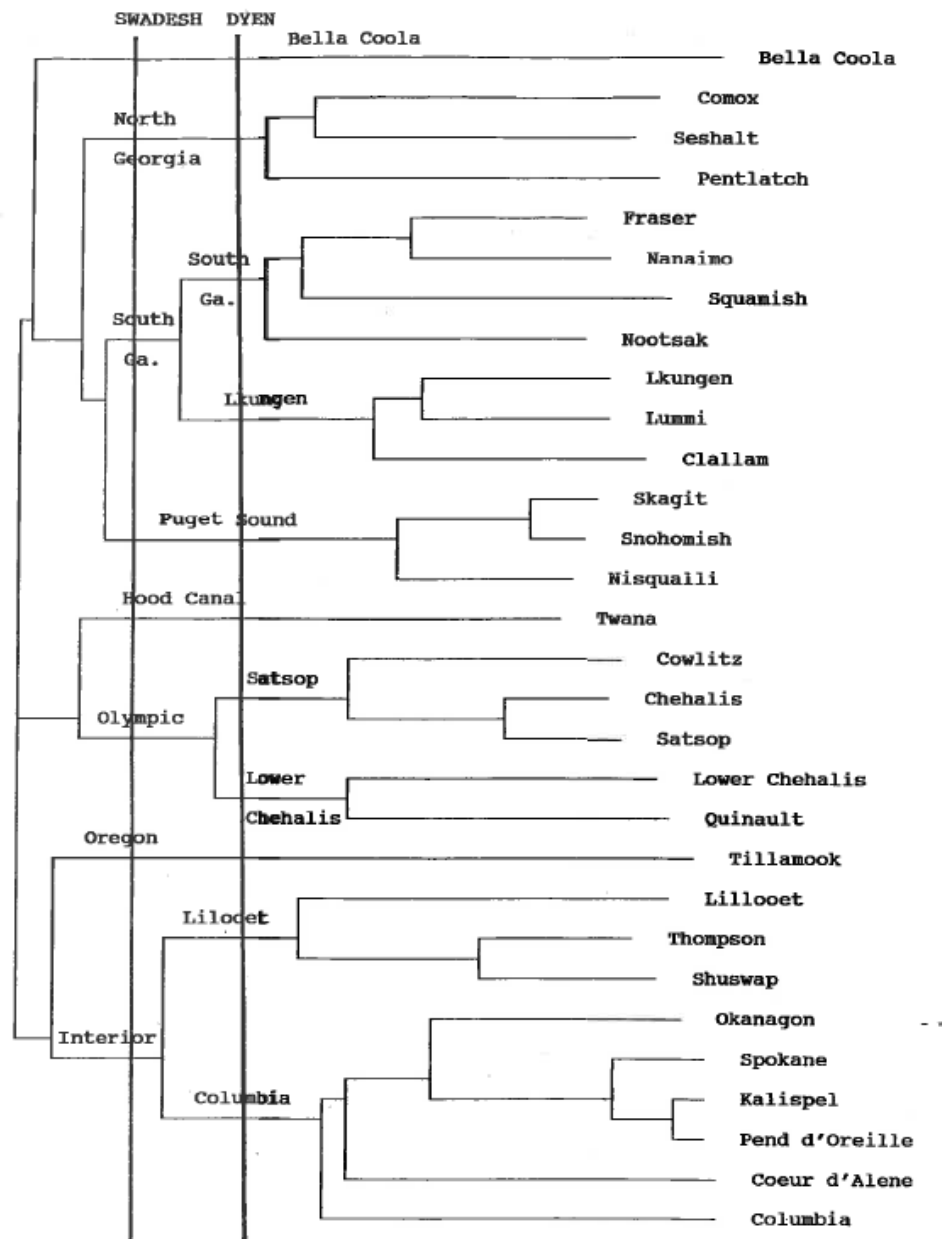 SWADESH DYEN
Bella Coola
Bella Coola
Comox
North
Seshalt
Georgia
Pentlatch
Fraser
South
Nanaimo
Ga.
Squamish
South
Nootsak
Ga.
Lkungen
Lkungen
Lummi
Clallam
Skagit
Puget Sound
Snohomish
Nisqualli
Hood Canal
Twana
Cowlitz
Satsop
Chehalis
Olympic
Satsop
Lower
Lower Chehalis
Chehalis
Quinault
Oregon
Tillamook
Lillooet
Lilooet
Thompson
Shuswap
Okanagon
Interior
Spokane
Columbia
Kalispel
Pend d'Oreille
Coeur d'Alene
Columbia